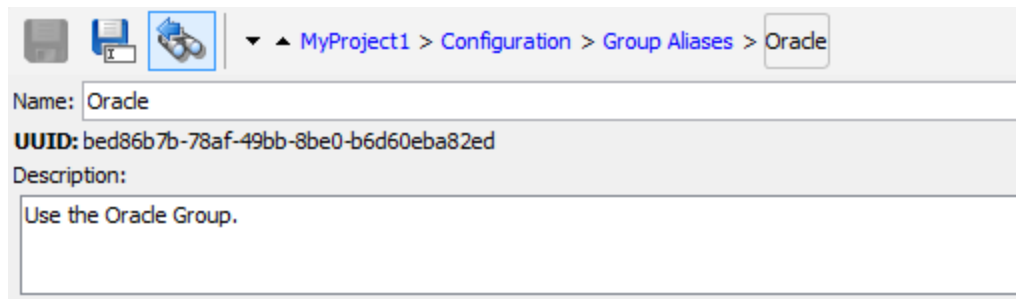 MyProject1 > Configuration > Group Aliases > Oracle
Name: Oracle
UUID: bed86b7b-78af-49bb-8be0-b6d60eba82ed
Description:
Use the Oracle Group.